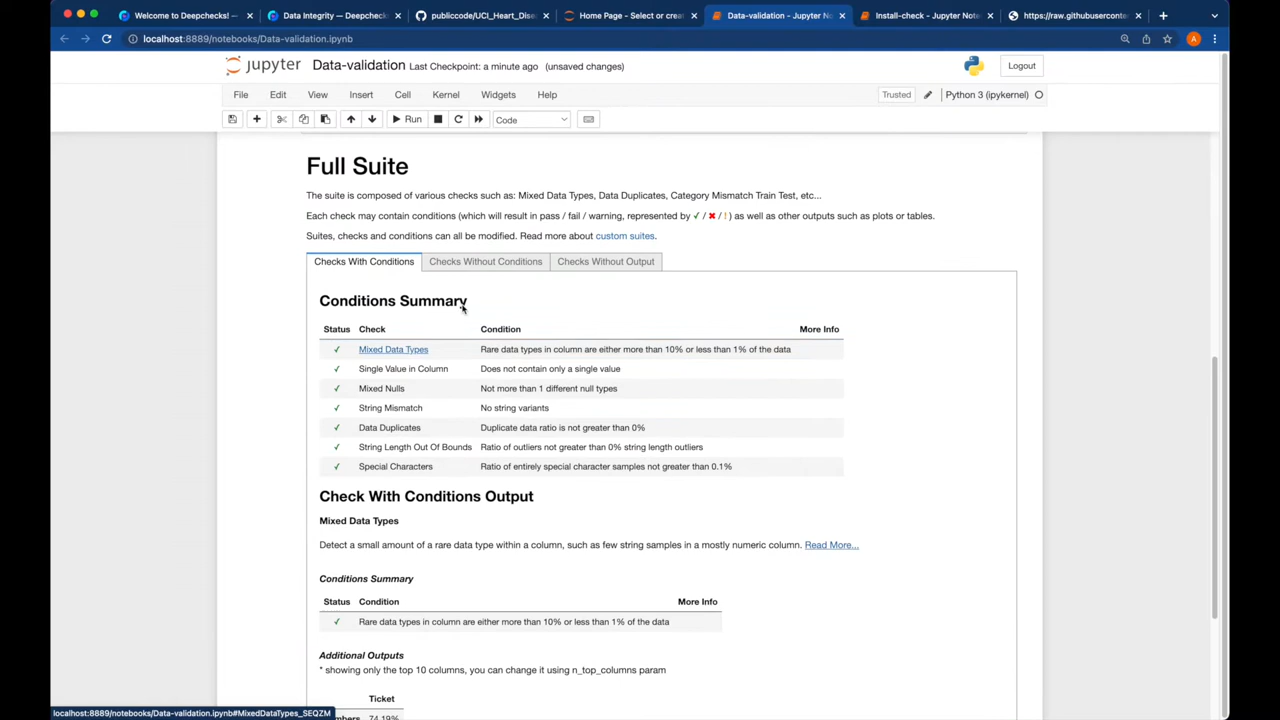 Welcome to Deepchecks! —
Data Integrity — Deepcheck
publiccode/UCI_Heart_Dise
Home Page - Select or crea
Data-validation - Jupyter No
Install-check - Jupyter Note
https://raw.githubusercont
localhost:8889/notebooks/Data-validation.ipynb
A
jupyter Data-validation Last Checkpoint: a minute ago (unsaved changes) Logout
File Edit View Insert Cell Kernel Widgets Help Trusted Python 3 (ipykernel)
Run Code
Full Suite
The suite is composed of various checks such as: Mixed Data Types, Data Duplicates, Category Mismatch Train Test, etc...
Each check may contain conditions (which will result in pass / fail / warning, represented by ✓ / ✖ / ! ) as well as other outputs such as plots or tables.
Suites, checks and conditions can all be modified. Read more about custom suites.
Checks With Conditions Checks Without Conditions Checks Without Output
Conditions Summary
Status Check Condition More Info
✓ Mixed Data Types Rare data types in column are either more than 10% or less than 1% of the data
✓ Single Value in Column Does not contain only a single value
✓ Mixed Nulls Not more than 1 different null types
✓ String Mismatch No string variants
✓ Data Duplicates Duplicate data ratio is not greater than 0%
✓ String Length Out Of Bounds Ratio of outliers not greater than 0% string length outliers
✓ Special Characters Ratio of entirely special character samples not greater than 0.1%
Check With Conditions Output
Mixed Data Types
Detect a small amount of a rare data type within a column, such as few string samples in a mostly numeric column. Read More...
Conditions Summary
Status Condition More Info
✓ Rare data types in column are either more than 10% or less than 1% of the data
Additional Outputs
* showing only the top 10 columns, you can change it using n_top_columns param
Ticket
mbers 74.19%
localhost:8889/notebooks/Data-validation.ipynb#MixedDataTypes_SEQZM